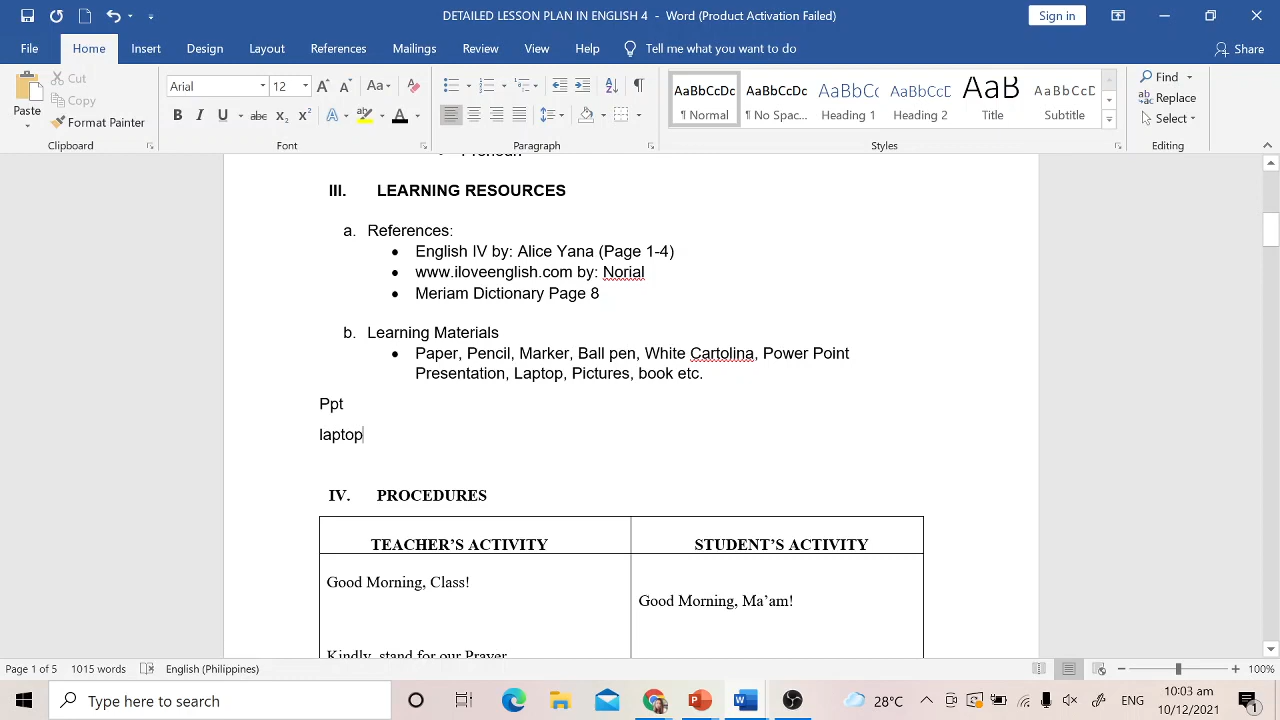 DETAILED LESSON PLAN IN ENGLISH 4 - Word (Product Activation Failed)
Sign in
File Home Insert Design Layout References Mailings Review View Help Tell me what you want to do Share
Paste
Cut
Copy
Format Painter
Clipboard
Arial 12
Font
Paragraph
AaBbCcDc AaBbCcDc AaBbCc AaBbCcD AaB AaBbCcD
¶ Normal ¶ No Spac... Heading 1 Heading 2 Title Subtitle
Styles
Find
Replace
Select
Editing
III. LEARNING RESOURCES
a. References:
• English IV by: Alice Yana (Page 1-4)
• www.iloveenglish.com by: Norial
• Meriam Dictionary Page 8
b. Learning Materials
• Paper, Pencil, Marker, Ball pen, White Cartolina, Power Point
Presentation, Laptop, Pictures, book etc.
Ppt
laptop
IV. PROCEDURES
TEACHER’S ACTIVITY STUDENT’S ACTIVITY
Good Morning, Class!
Good Morning, Ma’am!
Kindly stand for our Prayer
Page 1 of 5 1015 words English (Philippines) 100%
Type here to search 28°C ENG 10:03 am
10/12/2021 1